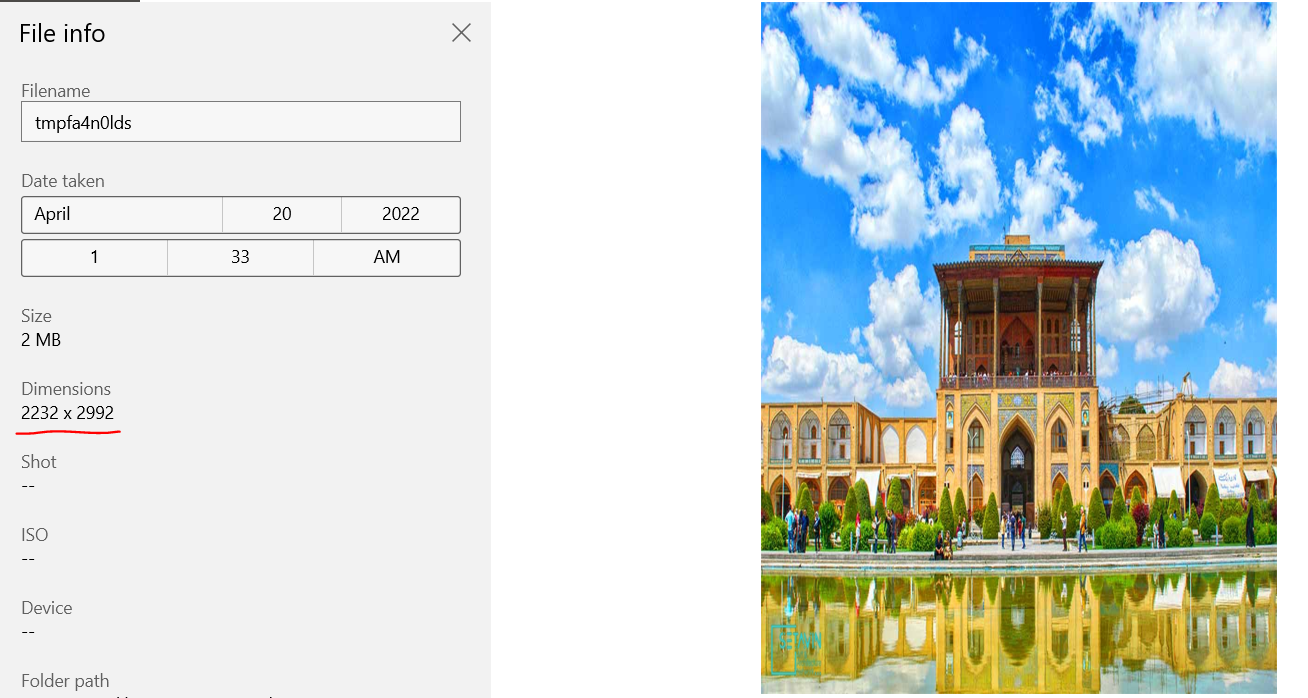 File info
Filename
tmpfa4n0lds
Date taken
April 20 2022
1 33 AM
Size
2 MB
Dimensions
2232 x 2992
Shot
--
ISO
--
Device
--
Folder path